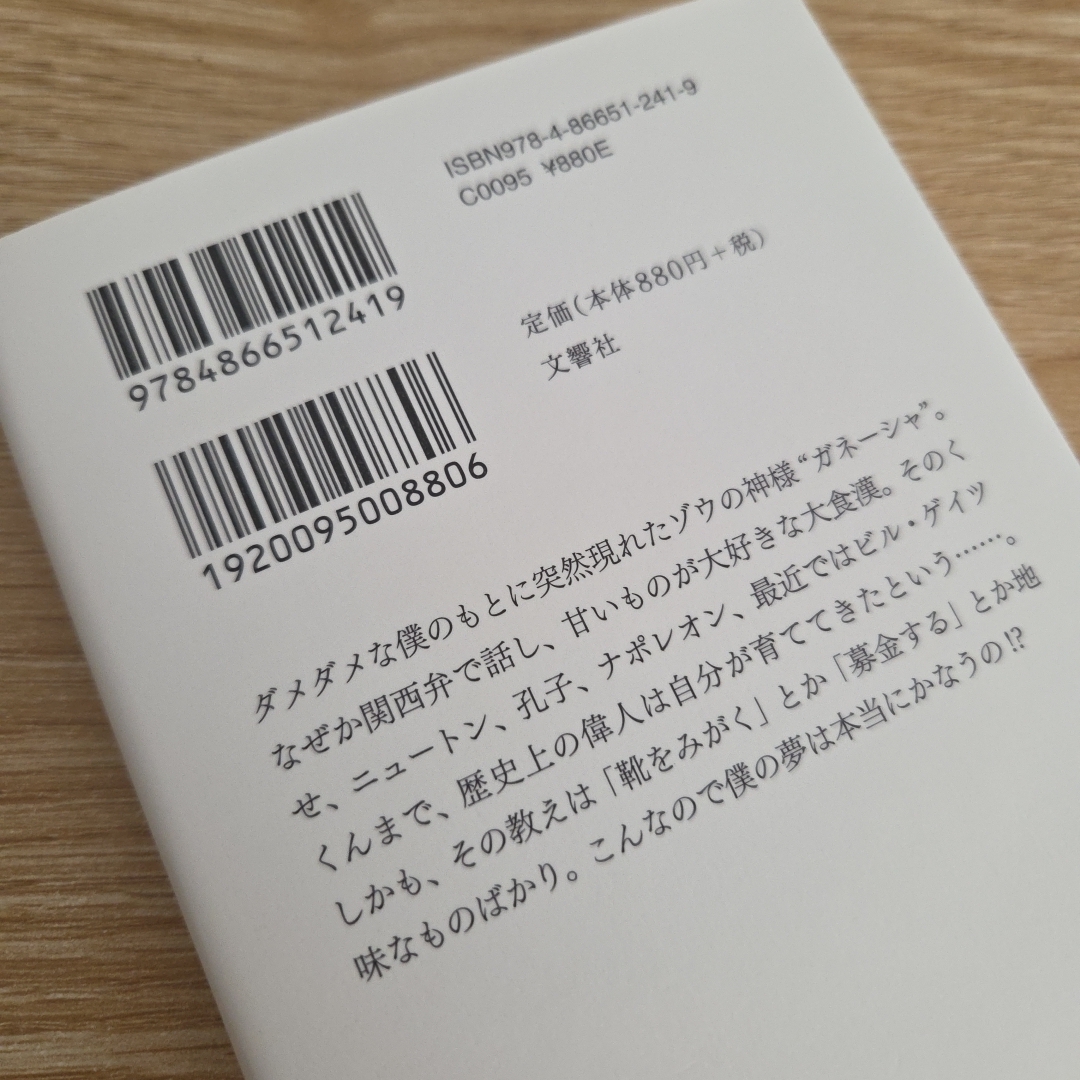 ISBN978-4-86651-241-9
C0095 ¥880E
9784866512419
定価(本体880円+税)
文響社
1920095008806
ダメダメな僕のもとに突然現れたゾウの神様“ガネーシャ”。
なぜか関西弁で話し、甘いものが大好きな大食漢。そのく
せ、ニュートン、孔子、ナポレオン、最近ではビル・ゲイツ
くんまで、歴史上の偉人は自分が育ててきたという……。
しかも、その教えは「靴をみがく」とか「募金する」とか地
味なものばかり。こんなので僕の夢は本当にかなうの!?